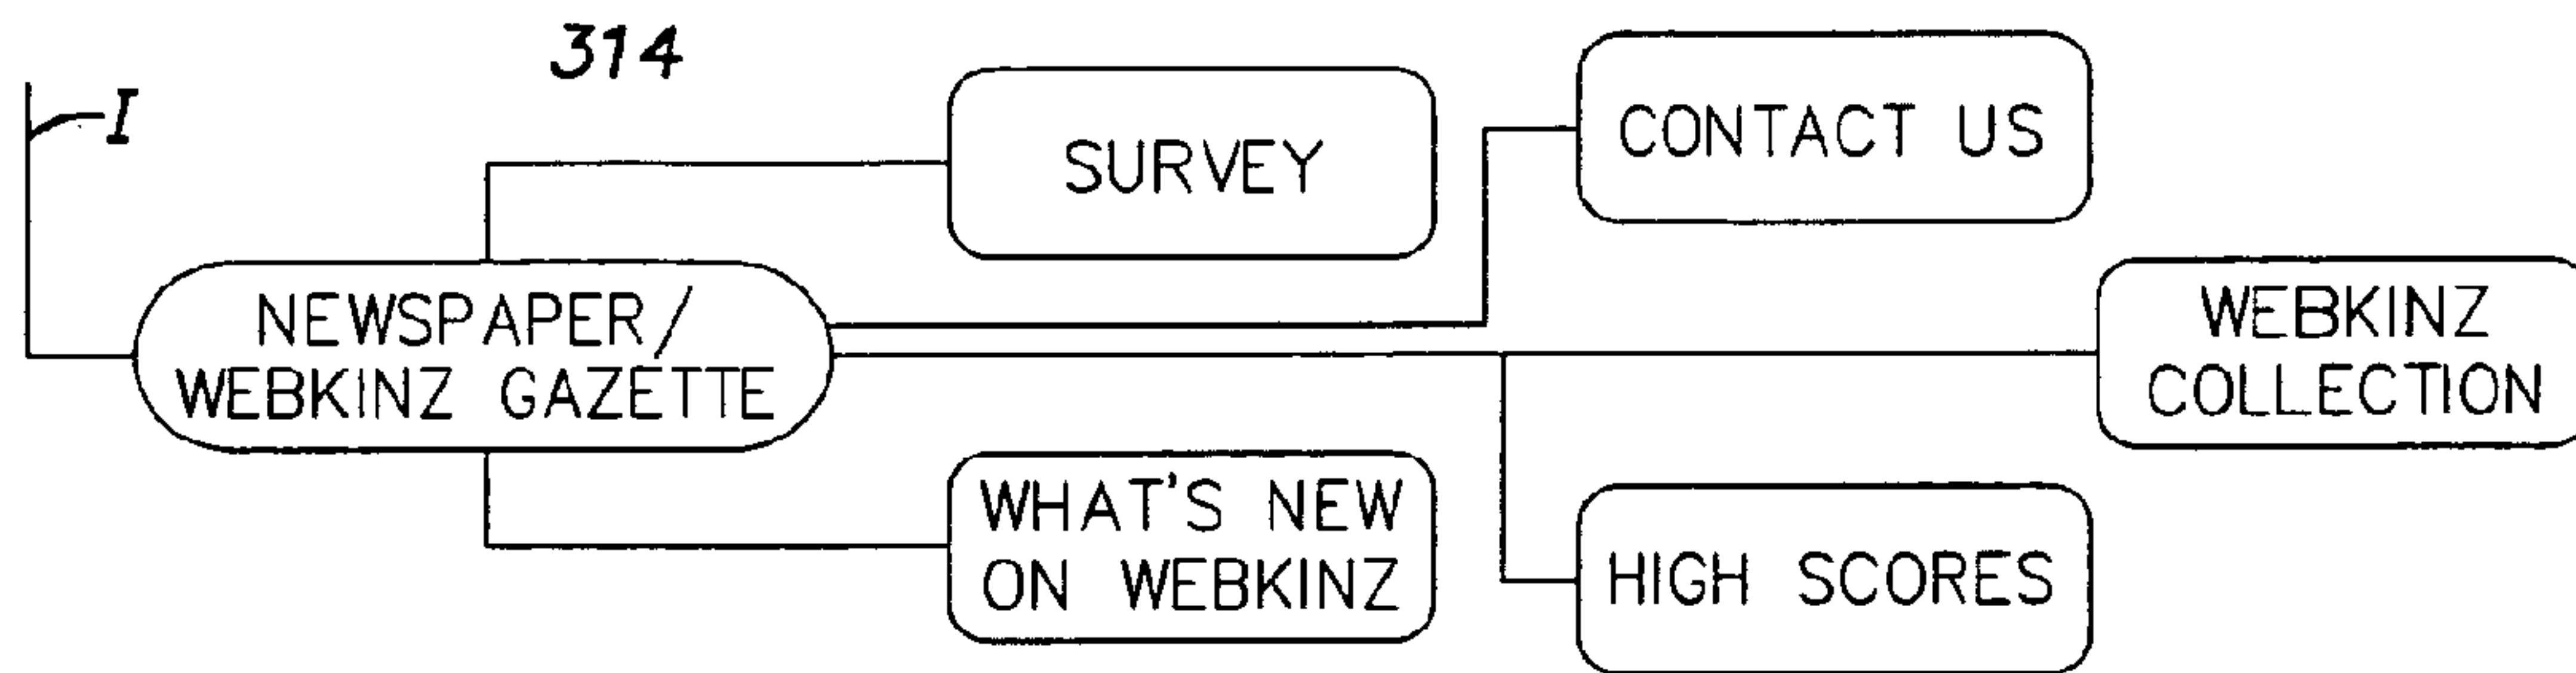 314
I
SURVEY
CONTACT US
NEWSPAPER/
WEBKINZ GAZETTE
WEBKINZ
COLLECTION
WHAT'S NEW
ON WEBKINZ
HIGH SCORES